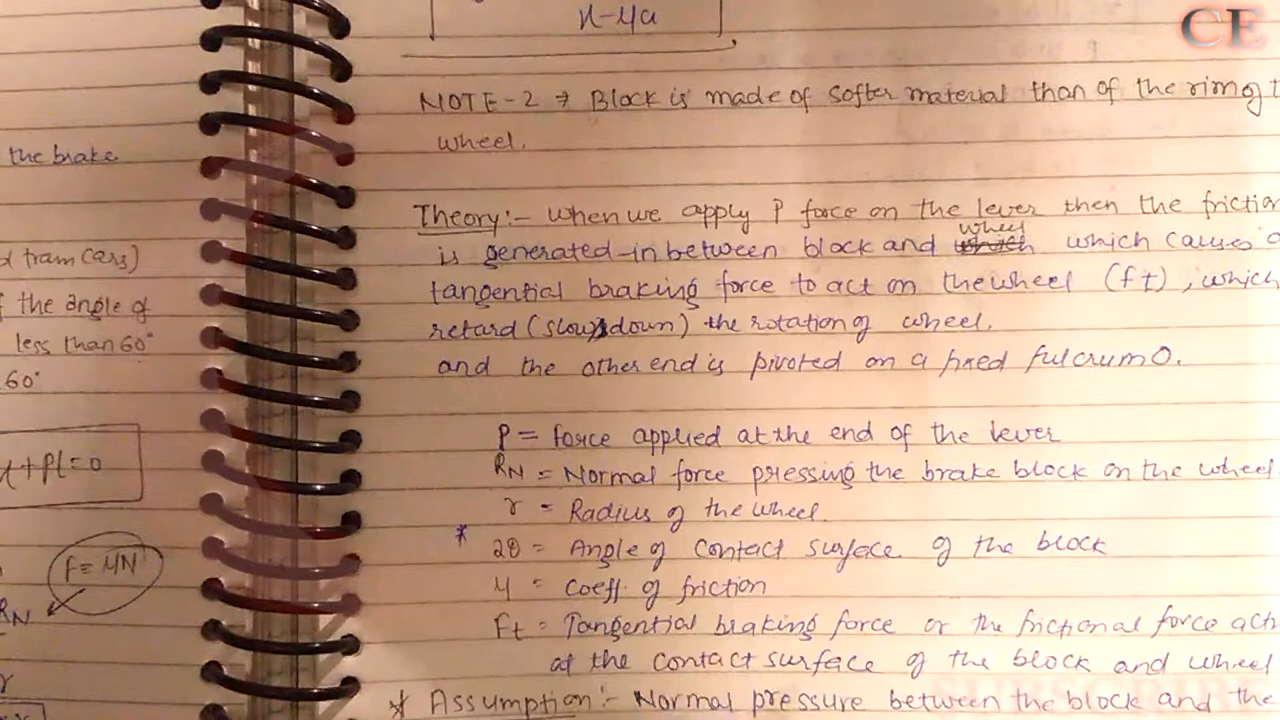 the brake
d tram cars)
f the angle of
less than 60°
60°
x+Pl=0
F= μN
RN
r
x-μa
CE
NOTE-2 → Block is made of softer material than of the rim of t
wheel.
Theory:- when we apply P force on the lever then the friction
is generated in between block and wheel which causes a
tangential braking force to act on the wheel (ft), which
retard (slow down) the rotation of wheel.
and the other end is pivoted on a fixed fulcrum O.
P = force applied at the end of the lever
RN = Normal force pressing the brake block on the wheel
r = Radius of the wheel.
* 2θ = Angle of contact surface of the block
μ = coeff. of friction
Ft = Tangential braking force or the frictional force acti
at the contact surface of the block and wheel
* Assumption:- Normal pressure between the block and the
SUBSCRIBE